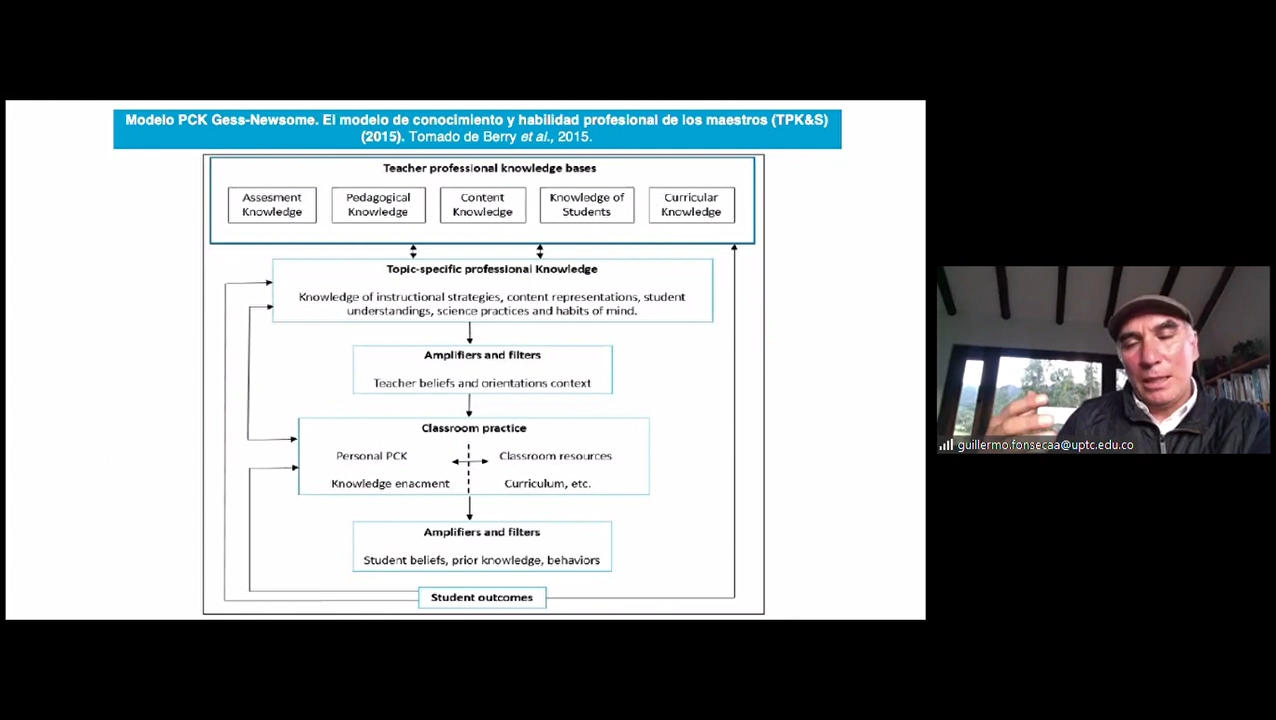 Modelo PCK Gess-Newsome. El modelo de conocimiento y habilidad profesional de los maestros (TPK&S)
(2015). Tomado de Berry et al., 2015.
Teacher professional knowledge bases
Assesment
Knowledge
Pedagogical
Knowledge
Content
Knowledge
Knowledge of
Students
Curricular
Knowledge
Topic-specific professional Knowledge
Knowledge of instructional strategies, content representations, student
understandings, science practices and habits of mind.
Amplifiers and filters
Teacher beliefs and orientations context
Classroom practice
Personal PCK
Classroom resources
Knowledge enacment
Curriculum, etc.
Amplifiers and filters
Student beliefs, prior knowledge, behaviors
Student outcomes
guillermo.fonsecaa@uptc.edu.co